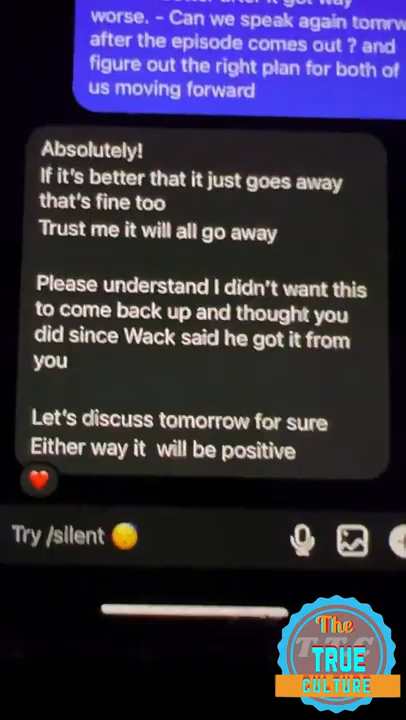 worse. - Can we speak again tomrw
after the episode comes out ? and
figure out the right plan for both of
us moving forward
Absolutely!
If it's better that it just goes away
that's fine too
Trust me it will all go away
Please understand I didn't want this
to come back up and thought you
did since Wack said he got it from
you
Let's discuss tomorrow for sure
Either way it will be positive
Try /silent
The
TRUE
CULTURE